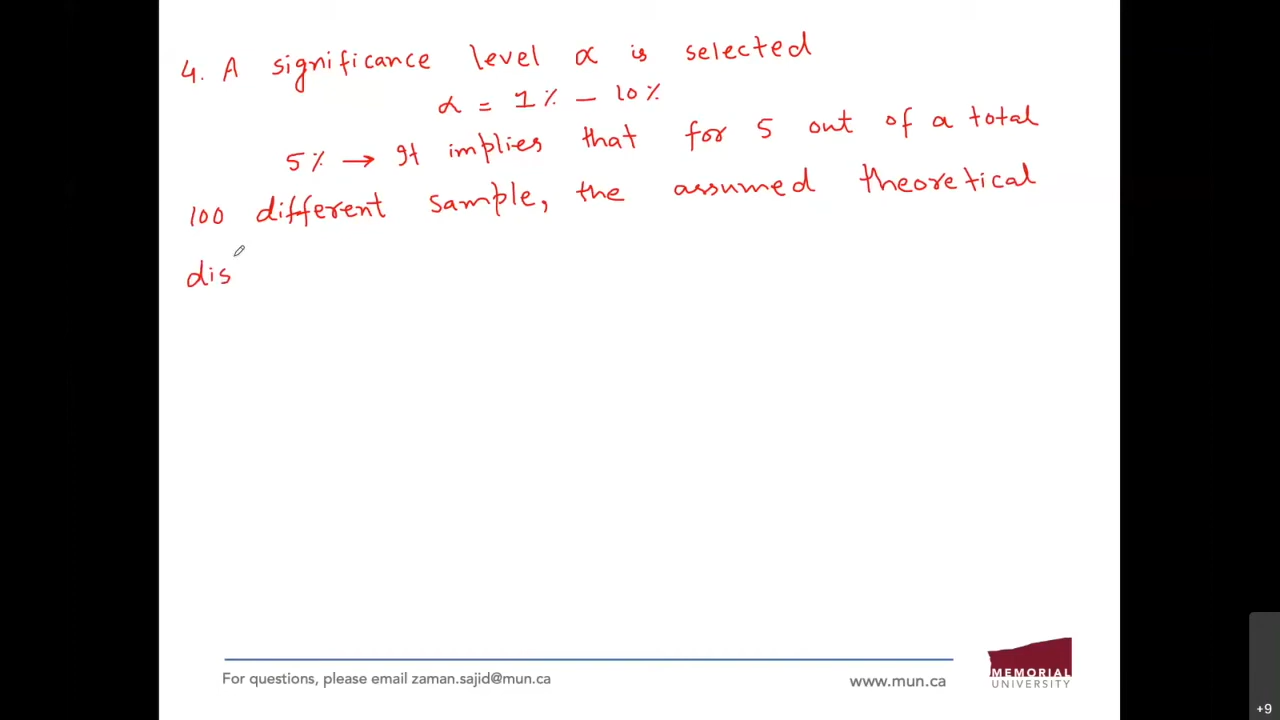 4. A significance level α is selected
α = 1% - 10%
5% → It implies that for 5 out of a total
100 different sample, the assumed theoretical
dis
For questions, please email zaman.sajid@mun.ca
www.mun.ca
MEMORIAL
UNIVERSITY
+9